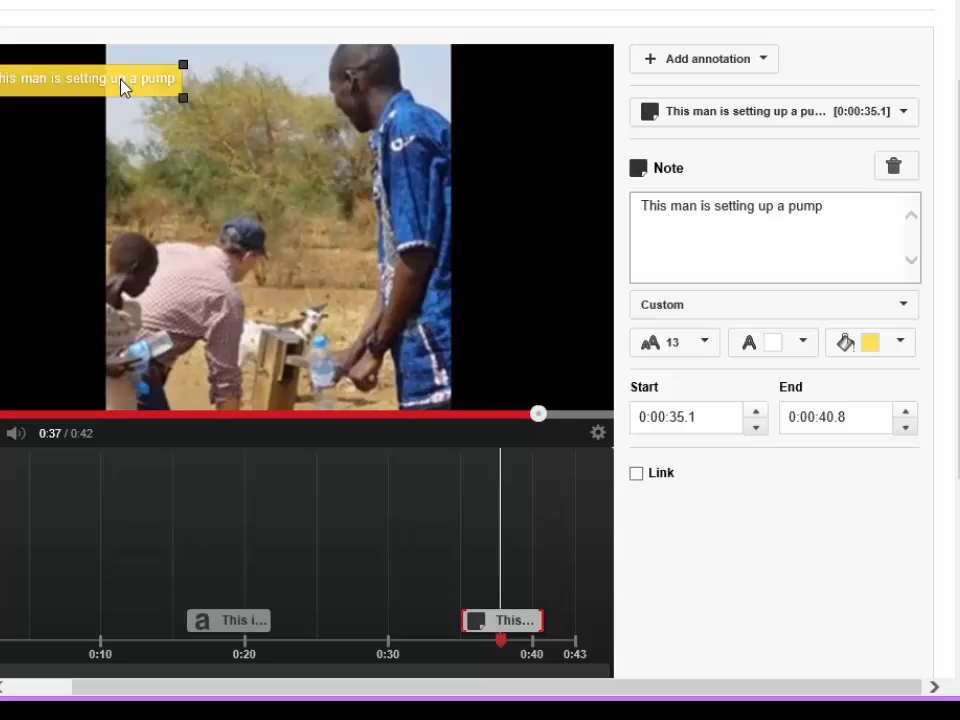 Add annotation
his man is setting up a pump
This man is setting up a pu... [0:00:35.1]
Note
This man is setting up a pump
Custom
13
Start
End
0:00:35.1
0:00:40.8
0:37 / 0:42
Link
a This i...
This...
0:10
0:20
0:30
0:40
0:43